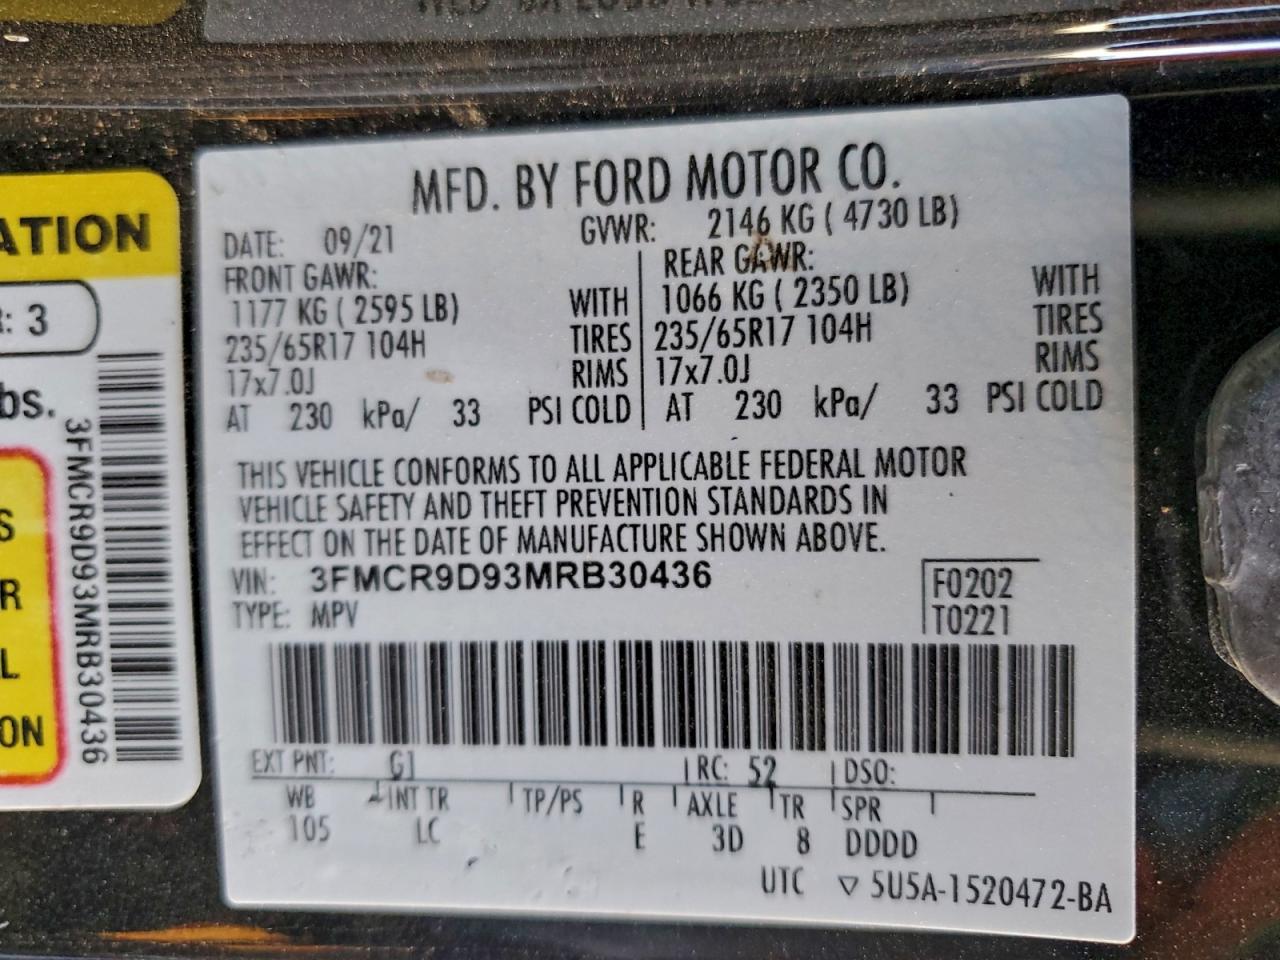 MFD. BY FORD MOTOR CO.
DATE: 09/21 GVWR: 2146 KG ( 4730 LB)
FRONT GAWR: REAR GAWR:
1177 KG ( 2595 LB) WITH 1066 KG ( 2350 LB) WITH
235/65R17 104H TIRES 235/65R17 104H TIRES
17x7.0J RIMS 17x7.0J RIMS
AT 230 kPa/ 33 PSI COLD AT 230 kPa/ 33 PSI COLD
THIS VEHICLE CONFORMS TO ALL APPLICABLE FEDERAL MOTOR
VEHICLE SAFETY AND THEFT PREVENTION STANDARDS IN
EFFECT ON THE DATE OF MANUFACTURE SHOWN ABOVE.
VIN: 3FMCR9D93MRB30436 F0202
TYPE: MPV T0221
EXT PNT: G1 RC: 52 DSO:
WB INT TR TP/PS R AXLE TR SPR
105 LC E 3D 8 DDDD
UTC ▽ 5U5A-1520472-BA
ATION
: 3
bs.
3FMCR9D93MRB30436
S
R
L
ON